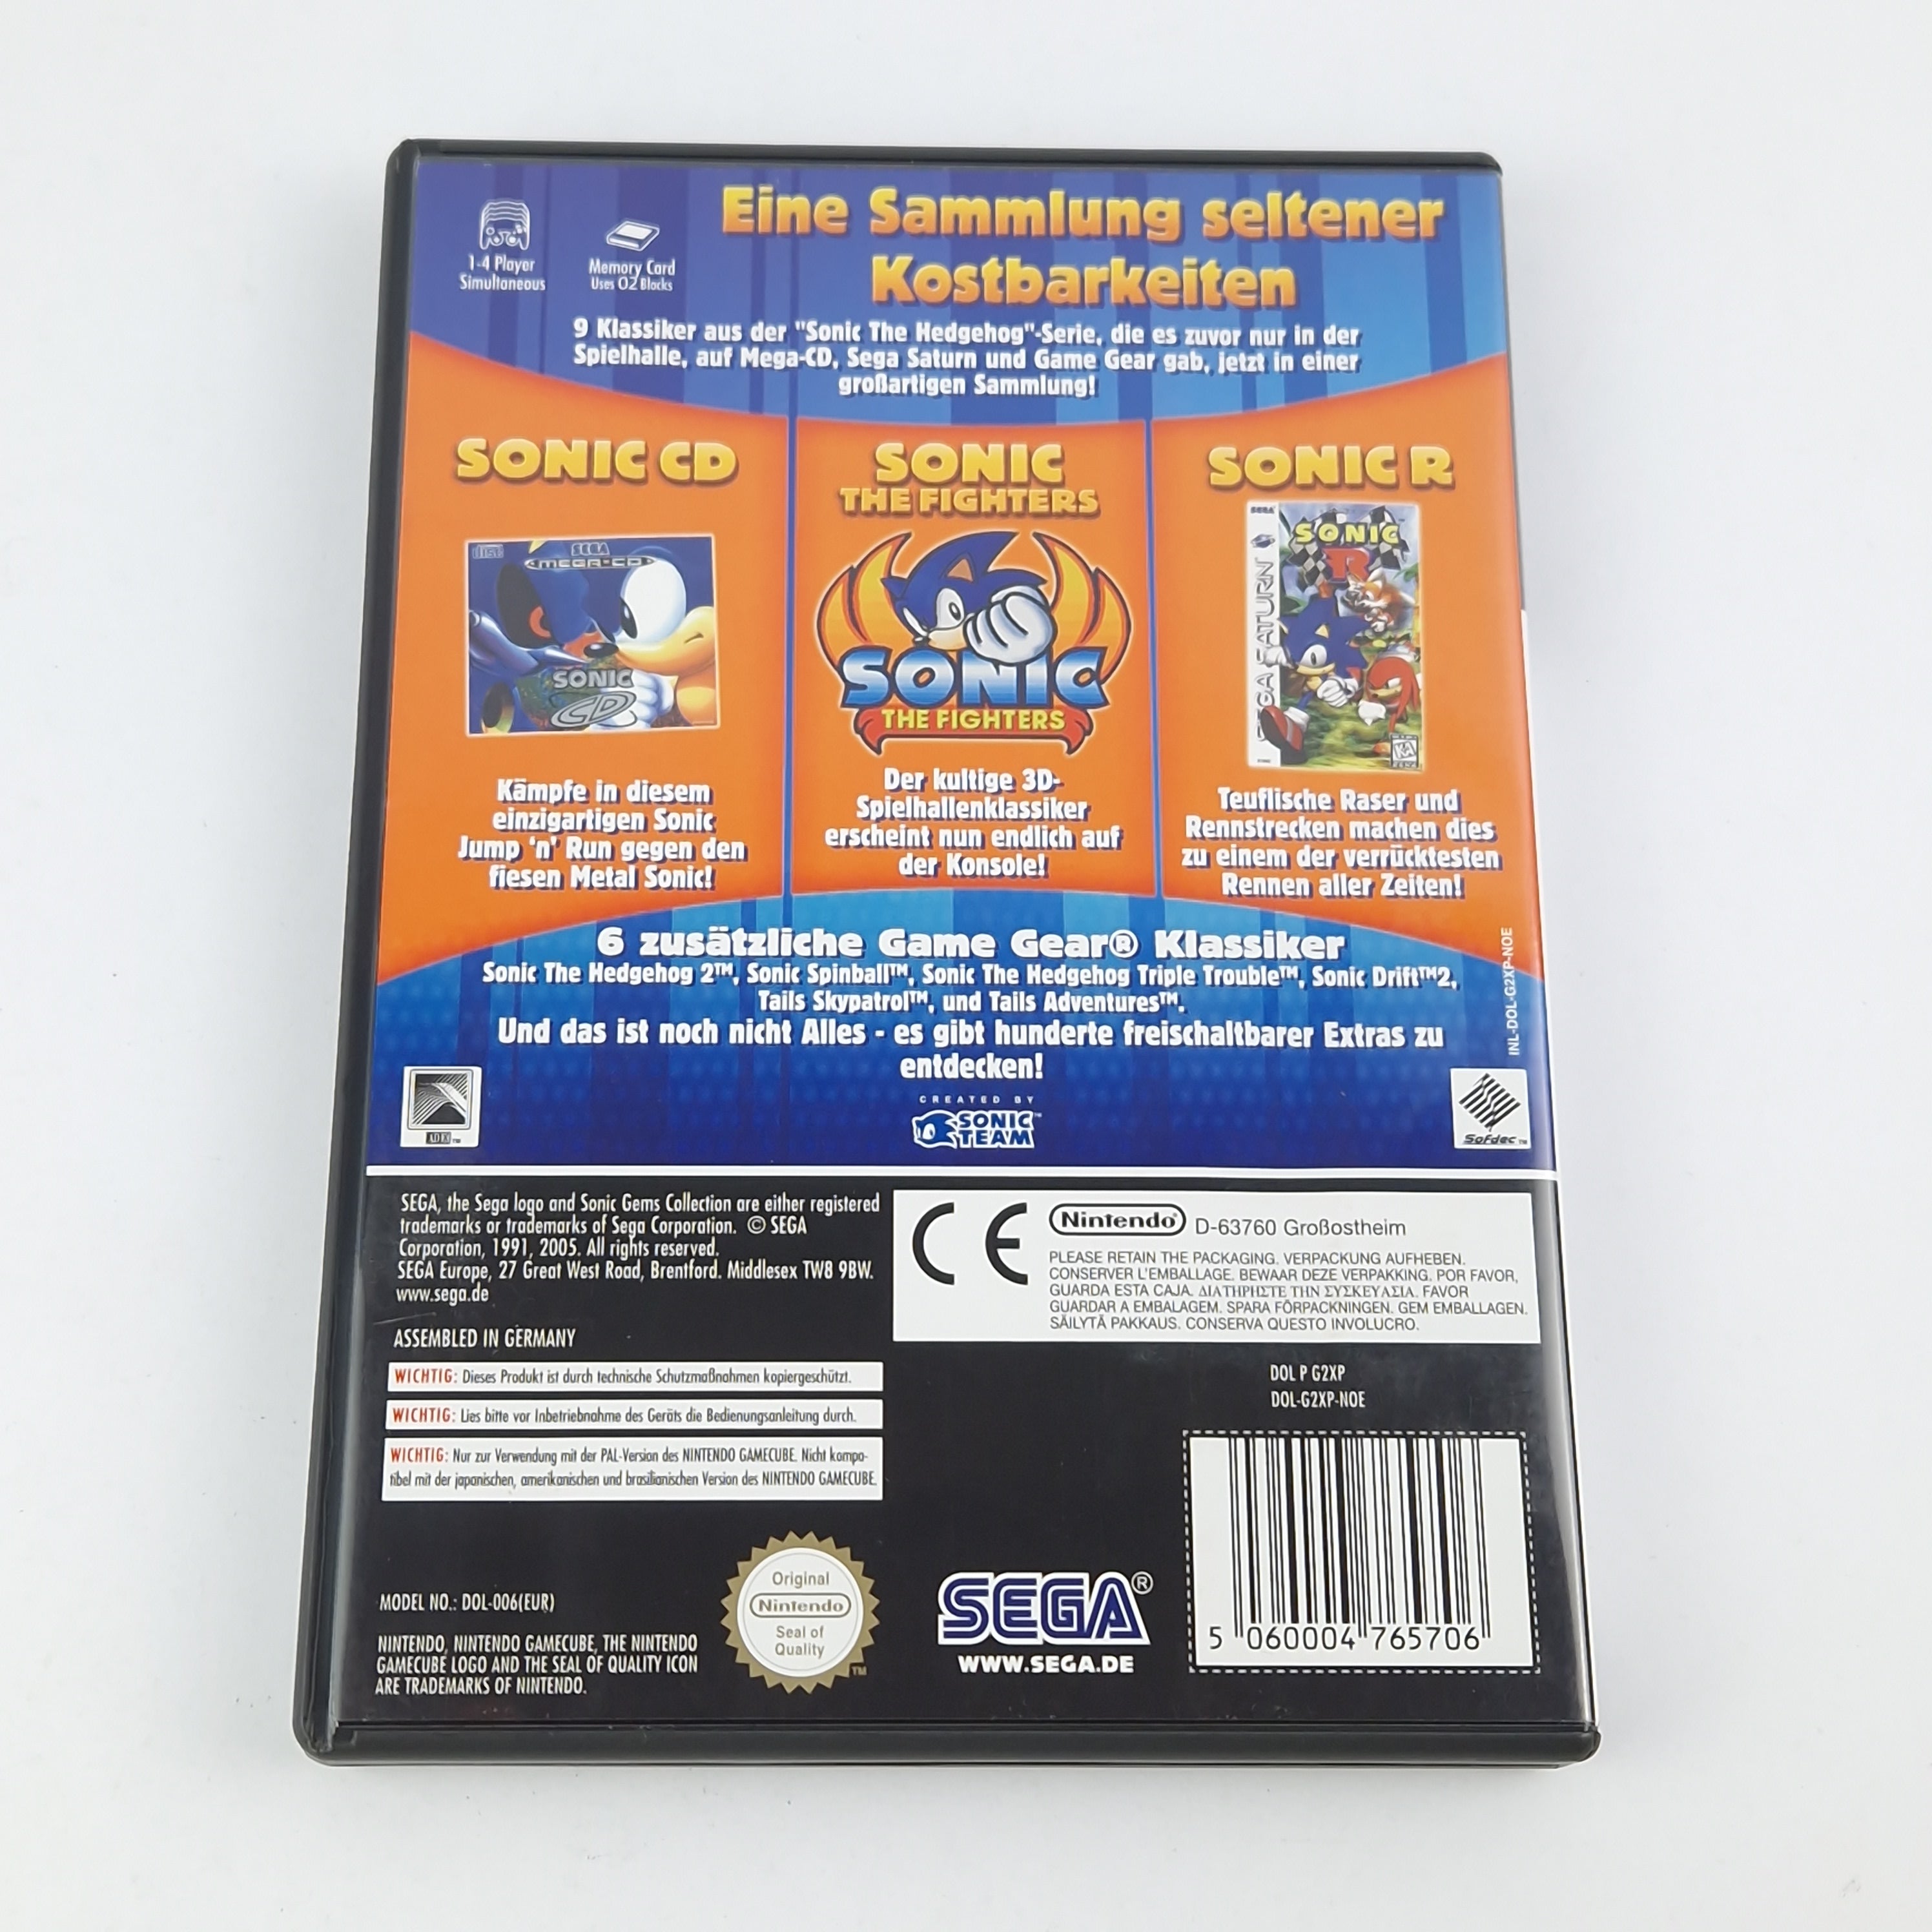 1-4 Player
Simultaneous
Memory Card
Uses 02 Blocks
Eine Sammlung seltener
Kostbarkeiten
9 Klassiker aus der "Sonic The Hedgehog"-Serie, die es zuvor nur in der
Spielhalle, auf Mega-CD, Sega Saturn und Game Gear gab, jetzt in einer
großartigen Sammlung!
SONIC CD
disc
SEGA
MEGA-CD
SONIC
CD
Kämpfe in diesem
einzigartigen Sonic
Jump 'n' Run gegen den
fiesen Metal Sonic!
SONIC
THE FIGHTERS
SONIC
THE FIGHTERS
Der kultige 3D-
Spielhallenklassiker
erscheint nun endlich auf
der Konsole!
SONIC R
SEGA
SONIC
R
SEGA SATURN
KA
Teuflische Raser und
Rennstrecken machen dies
zu einem der verrücktesten
Rennen aller Zeiten!
6 zusätzliche Game Gear® Klassiker
Sonic The Hedgehog 2™, Sonic Spinball™, Sonic The Hedgehog Triple Trouble™, Sonic Drift™2,
Tails Skypatrol™, und Tails Adventures™.
Und das ist noch nicht Alles - es gibt hunderte freischaltbarer Extras zu
entdecken!
INL-DOL-G2XP-NOE
ADX™
CREATED BY
SONIC
TEAM™
Sofdec™
SEGA, the Sega logo and Sonic Gems Collection are either registered
trademarks or trademarks of Sega Corporation. © SEGA
Corporation, 1991, 2005. All rights reserved.
SEGA Europe, 27 Great West Road, Brentford. Middlesex TW8 9BW.
www.sega.de
ASSEMBLED IN GERMANY
CE
Nintendo® D-63760 Großostheim
PLEASE RETAIN THE PACKAGING. VERPACKUNG AUFHEBEN.
CONSERVER L'EMBALLAGE. BEWAAR DEZE VERPAKKING. POR FAVOR,
GUARDA ESTA CAJA. ΔΙΑΤΗΡΗΣΤΕ ΤΗΝ ΣΥΣΚΕΥΑΣΙΑ. FAVOR
GUARDAR A EMBALAGEM. SPARA FÖRPACKNINGEN. GEM EMBALLAGEN.
SÄILYTÄ PAKKAUS. CONSERVA QUESTO INVOLUCRO.
WICHTIG: Dieses Produkt ist durch technische Schutzmaßnahmen kopiergeschützt.
WICHTIG: Lies bitte vor Inbetriebnahme des Geräts die Bedienungsanleitung durch.
WICHTIG: Nur zur Verwendung mit der PAL-Version des NINTENDO GAMECUBE. Nicht kompa-
tibel mit der japanischen, amerikanischen und brasilianischen Version des NINTENDO GAMECUBE.
DOL P G2XP
DOL-G2XP-NOE
MODEL NO.: DOL-006(EUR)
NINTENDO, NINTENDO GAMECUBE, THE NINTENDO
GAMECUBE LOGO AND THE SEAL OF QUALITY ICON
ARE TRADEMARKS OF NINTENDO.
Original
Nintendo®
Seal of
Quality
™
SEGA®
WWW.SEGA.DE
5 060004 765706